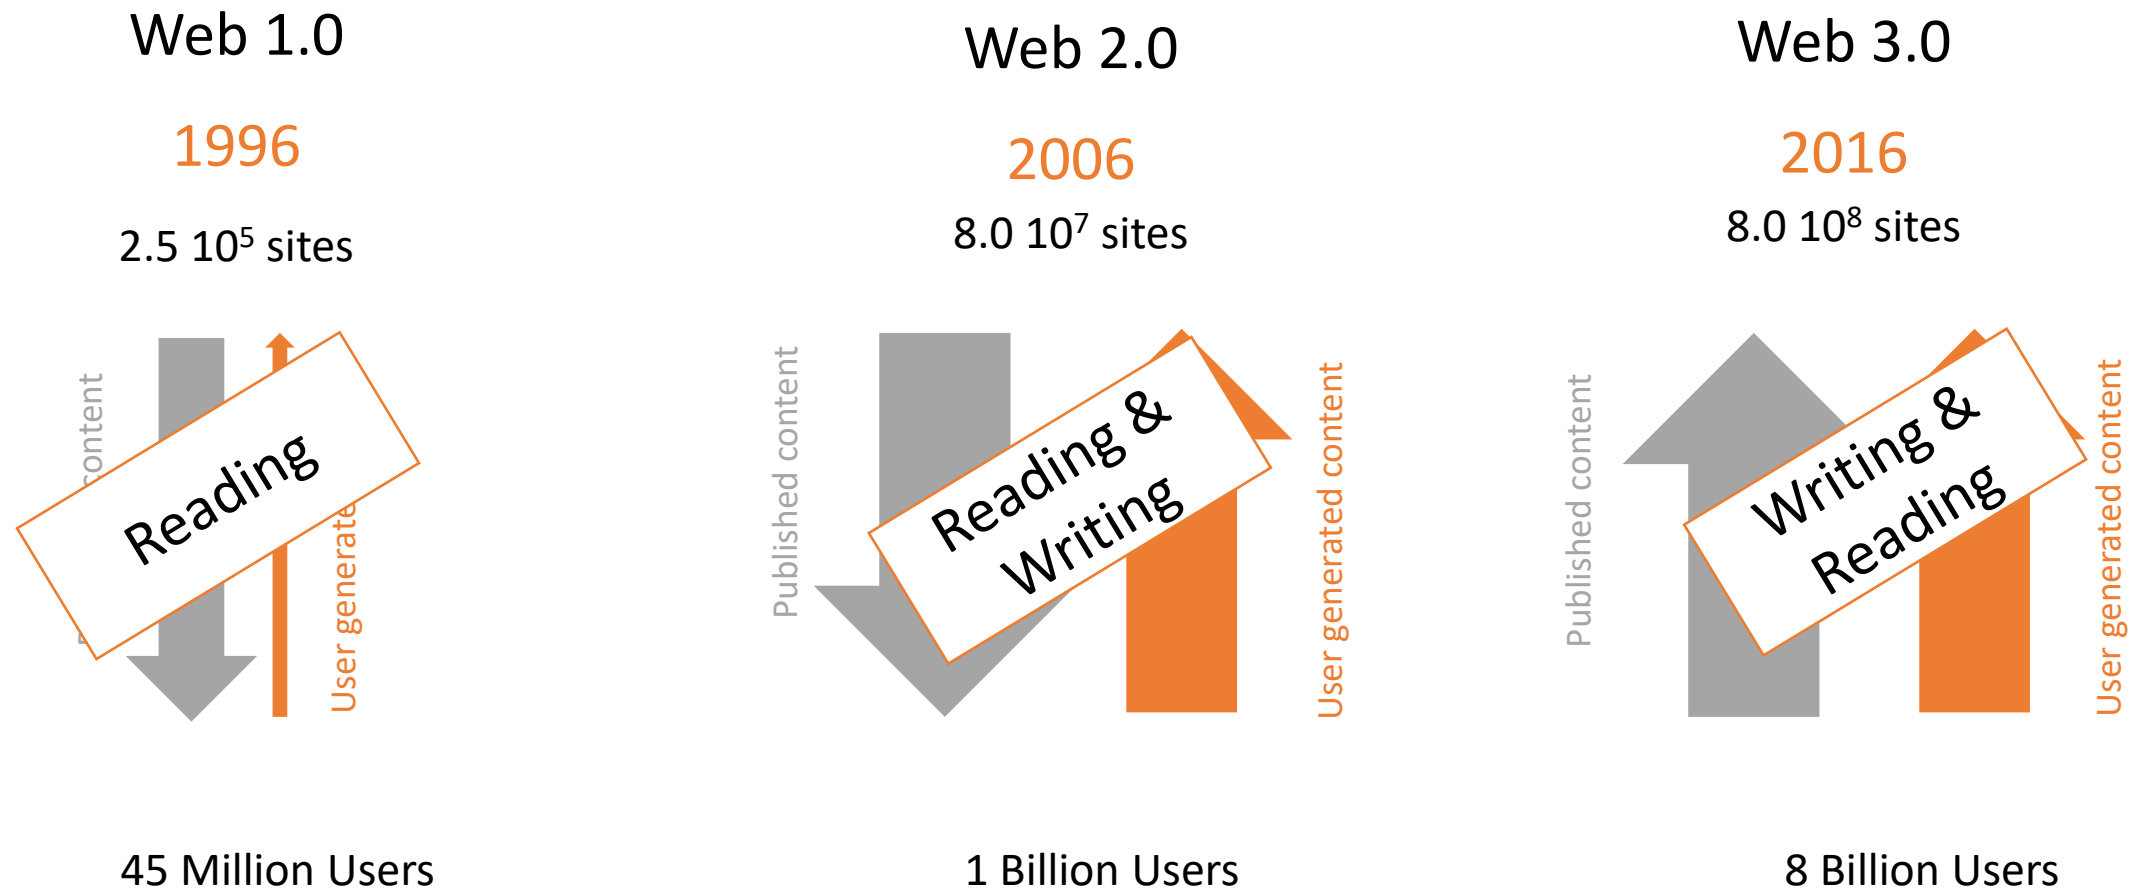 Web 1.0
1996
2.5 10⁵ sites
content
Reading
User generate
45 Million Users
Web 2.0
2006
8.0 10⁷ sites
Published content
Reading &
Writing
User generated content
1 Billion Users
Web 3.0
2016
8.0 10⁸ sites
Published content
Writing &
Reading
User generated content
8 Billion Users